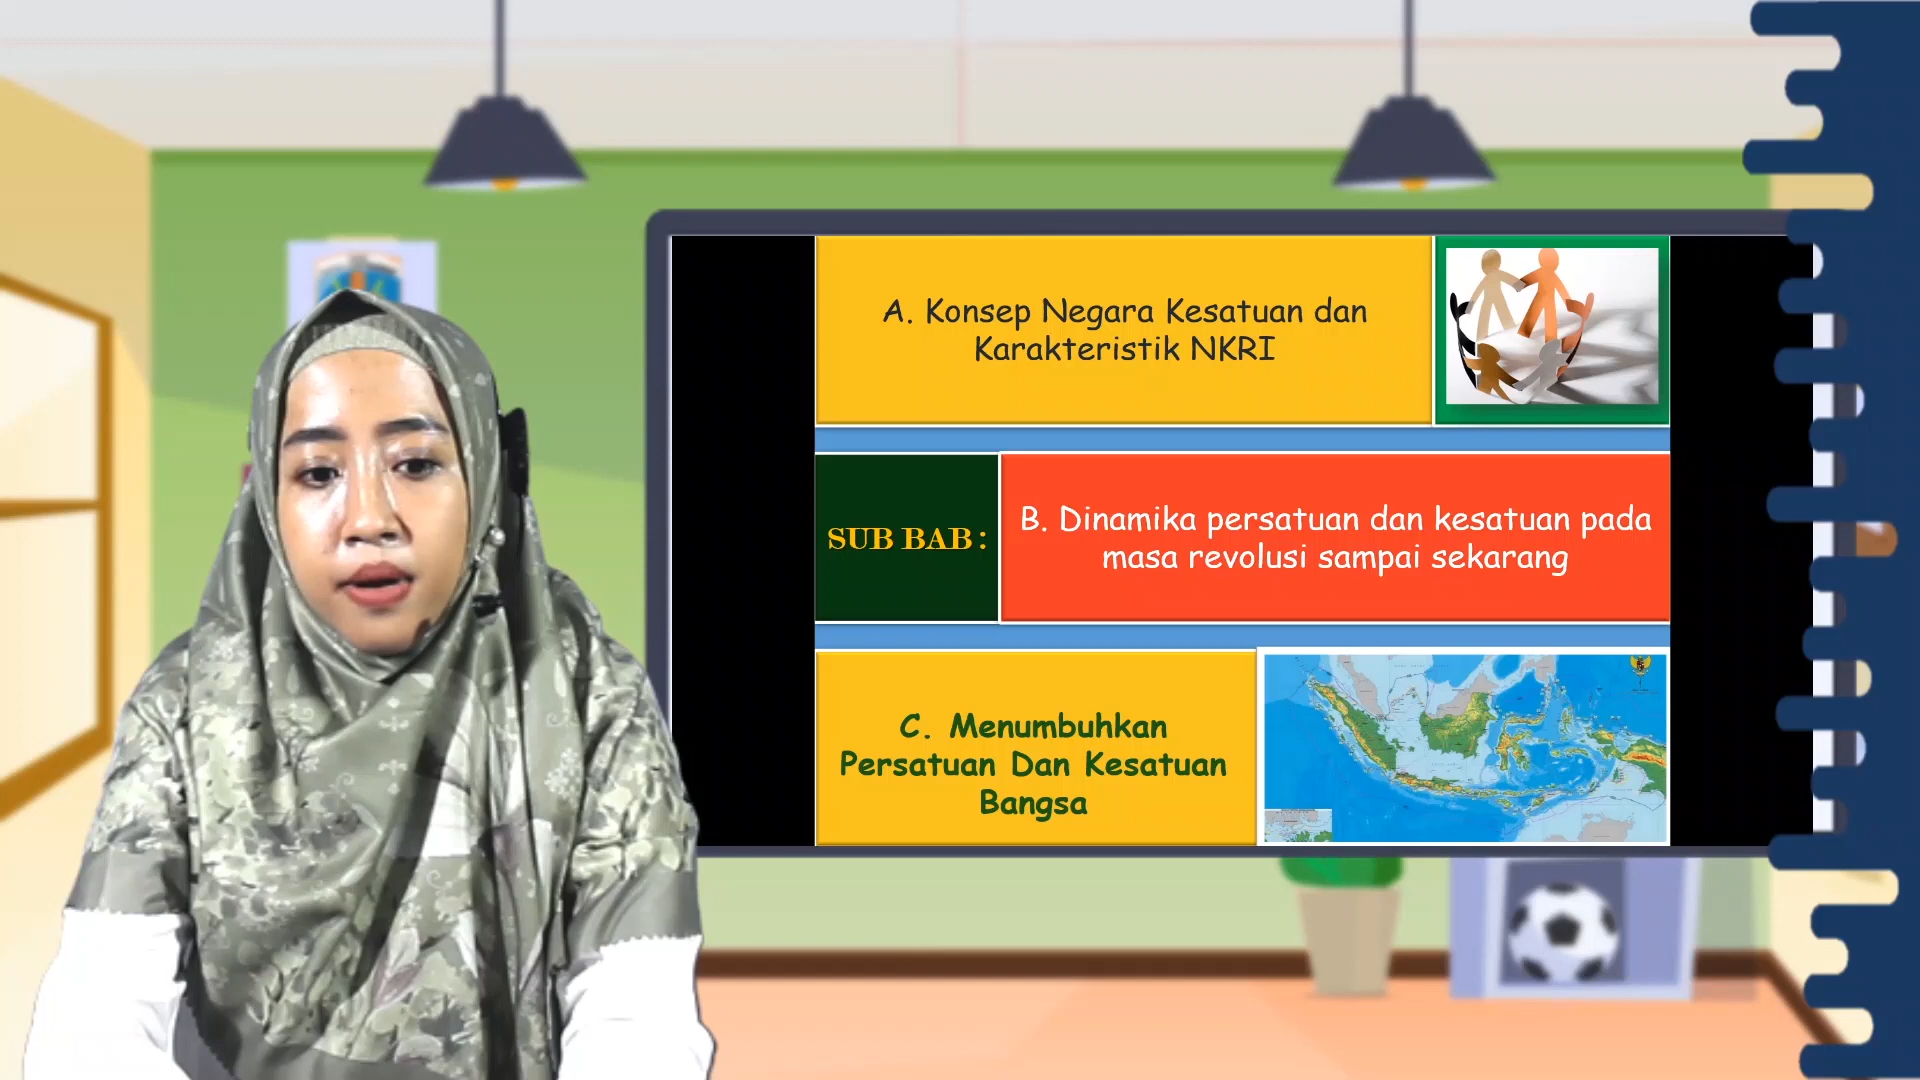 A. Konsep Negara Kesatuan dan
Karakteristik NKRI
SUB BAB :
B. Dinamika persatuan dan kesatuan pada
masa revolusi sampai sekarang
C. Menumbuhkan
Persatuan Dan Kesatuan
Bangsa